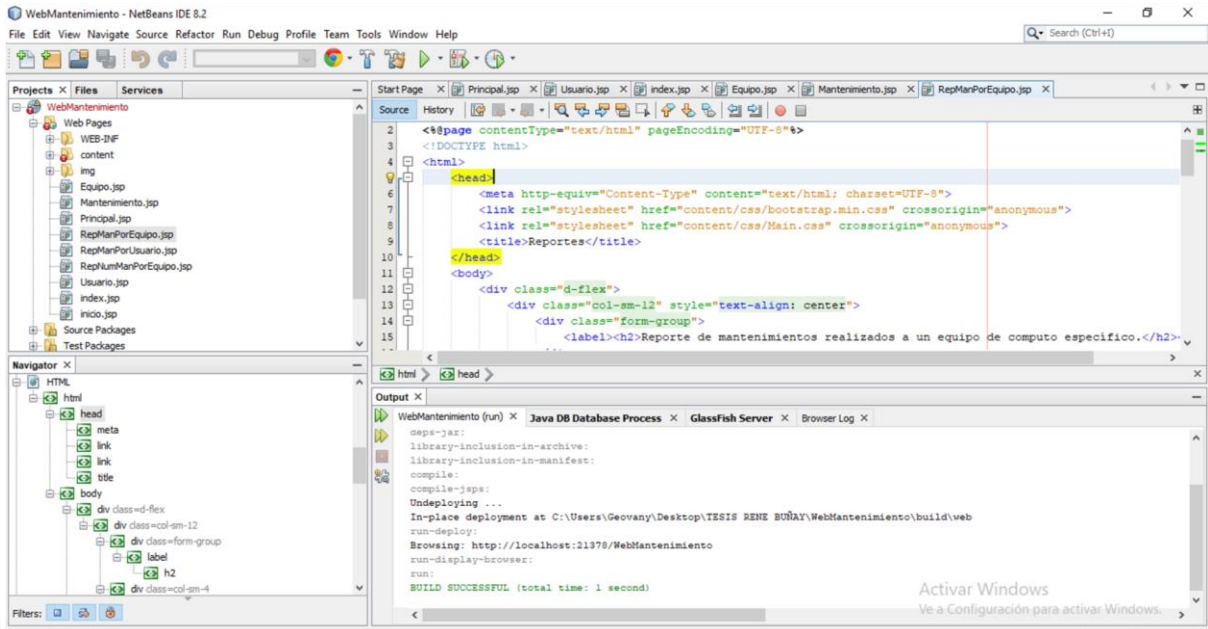 WebMantenimiento - NetBeans IDE 8.2
File Edit View Navigate Source Refactor Run Debug Profile Team Tools Window Help
Search (Ctrl+I)
Projects Files Services
WebMantenimiento
Web Pages
WEB-INF
content
img
Equipo.jsp
Mantenimiento.jsp
Principal.jsp
RepManPorEquipo.jsp
RepManPorUsuario.jsp
RepNumManPorEquipo.jsp
Usuario.jsp
index.jsp
inicio.jsp
Source Packages
Test Packages
Navigator
HTML
html
head
meta
link
link
title
body
div class=d-flex
div class=col-sm-12
div class=form-group
label
h2
div class=col-sm-4
Filters:
Start Page Principal.jsp Usuario.jsp index.jsp Equipo.jsp Mantenimiento.jsp RepManPorEquipo.jsp
Source History
2 <%@page contentType="text/html" pageEncoding="UTF-8"%>
3 <!DOCTYPE html>
4 <html>
<head>
6 <meta http-equiv="Content-Type" content="text/html; charset=UTF-8">
7 <link rel="stylesheet" href="content/css/bootstrap.min.css" crossorigin="anonymous">
8 <link rel="stylesheet" href="content/css/Main.css" crossorigin="anonymous">
9 <title>Reportes</title>
10 </head>
11 <body>
12 <div class="d-flex">
13 <div class="col-sm-12" style="text-align: center">
14 <div class="form-group">
15 <label><h2>Reporte de mantenimientos realizados a un equipo de computo específico.</h2>
html head
Output
WebMantenimiento (run) Java DB Database Process GlassFish Server Browser Log
deps-jar:
library-inclusion-in-archive:
library-inclusion-in-manifest:
compile:
compile-jsps:
Undeploying ...
In-place deployment at C:\Users\Geovany\Desktop\TESIS RENE BUÑAY\WebMantenimiento\build\web
run-deploy:
Browsing: http://localhost:21378/WebMantenimiento
run-display-browser:
run:
BUILD SUCCESSFUL (total time: 1 second)
Activar Windows
Ve a Configuración para activar Windows.